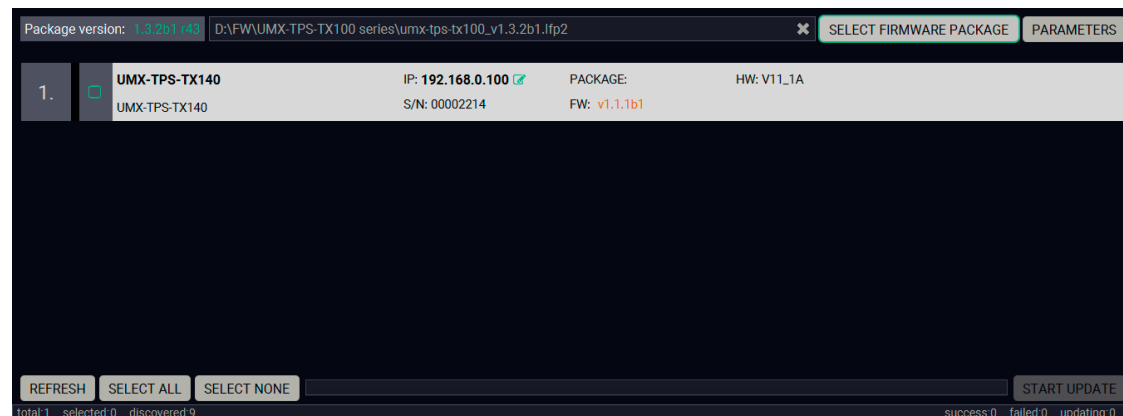 Package version: 1.3.2b1 r43 D:\FW\UMX-TPS-TX100 series\umx-tps-tx100_v1.3.2b1.lfp2 SELECT FIRMWARE PACKAGE PARAMETERS
1. UMX-TPS-TX140 IP: 192.168.0.100 PACKAGE: HW: V11_1A
UMX-TPS-TX140 S/N: 00002214 FW: v1.1.1b1
REFRESH SELECT ALL SELECT NONE START UPDATE
total:1 selected:0 discovered:9 success:0 failed:0 updating:0